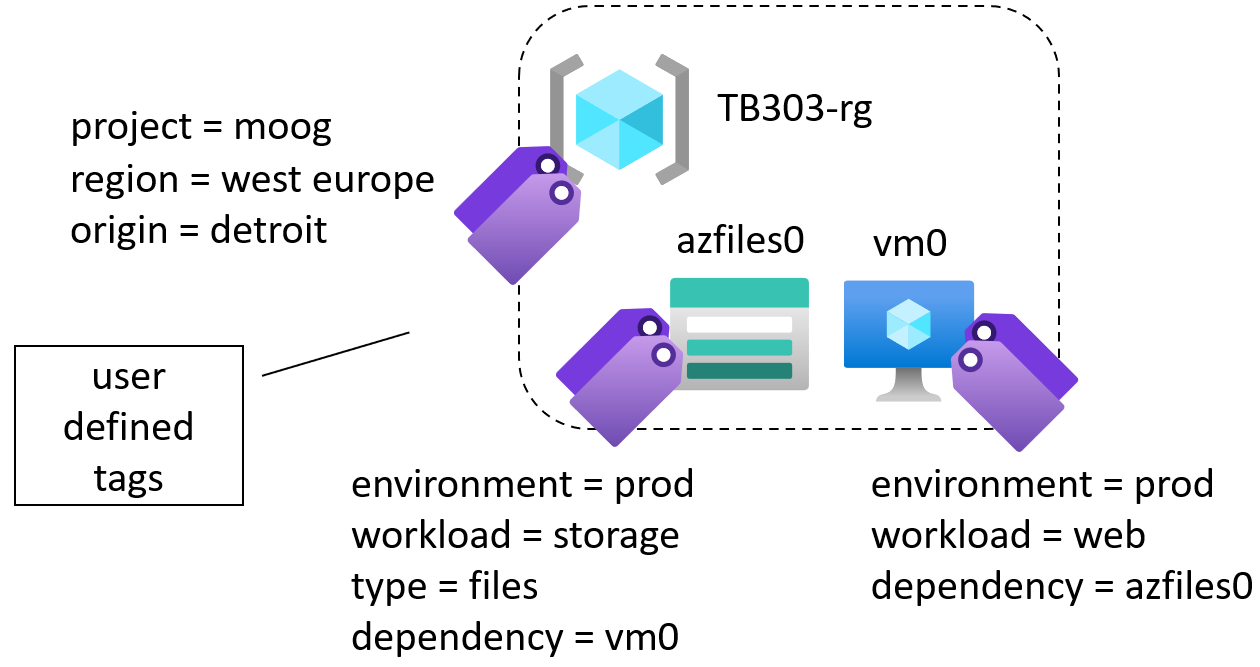 TB303-rg
project = moog
region = west europe
origin = detroit
azfiles0
vm0
user
defined
tags
environment = prod
workload = storage
type = files
dependency = vm0
environment = prod
workload = web
dependency = azfiles0